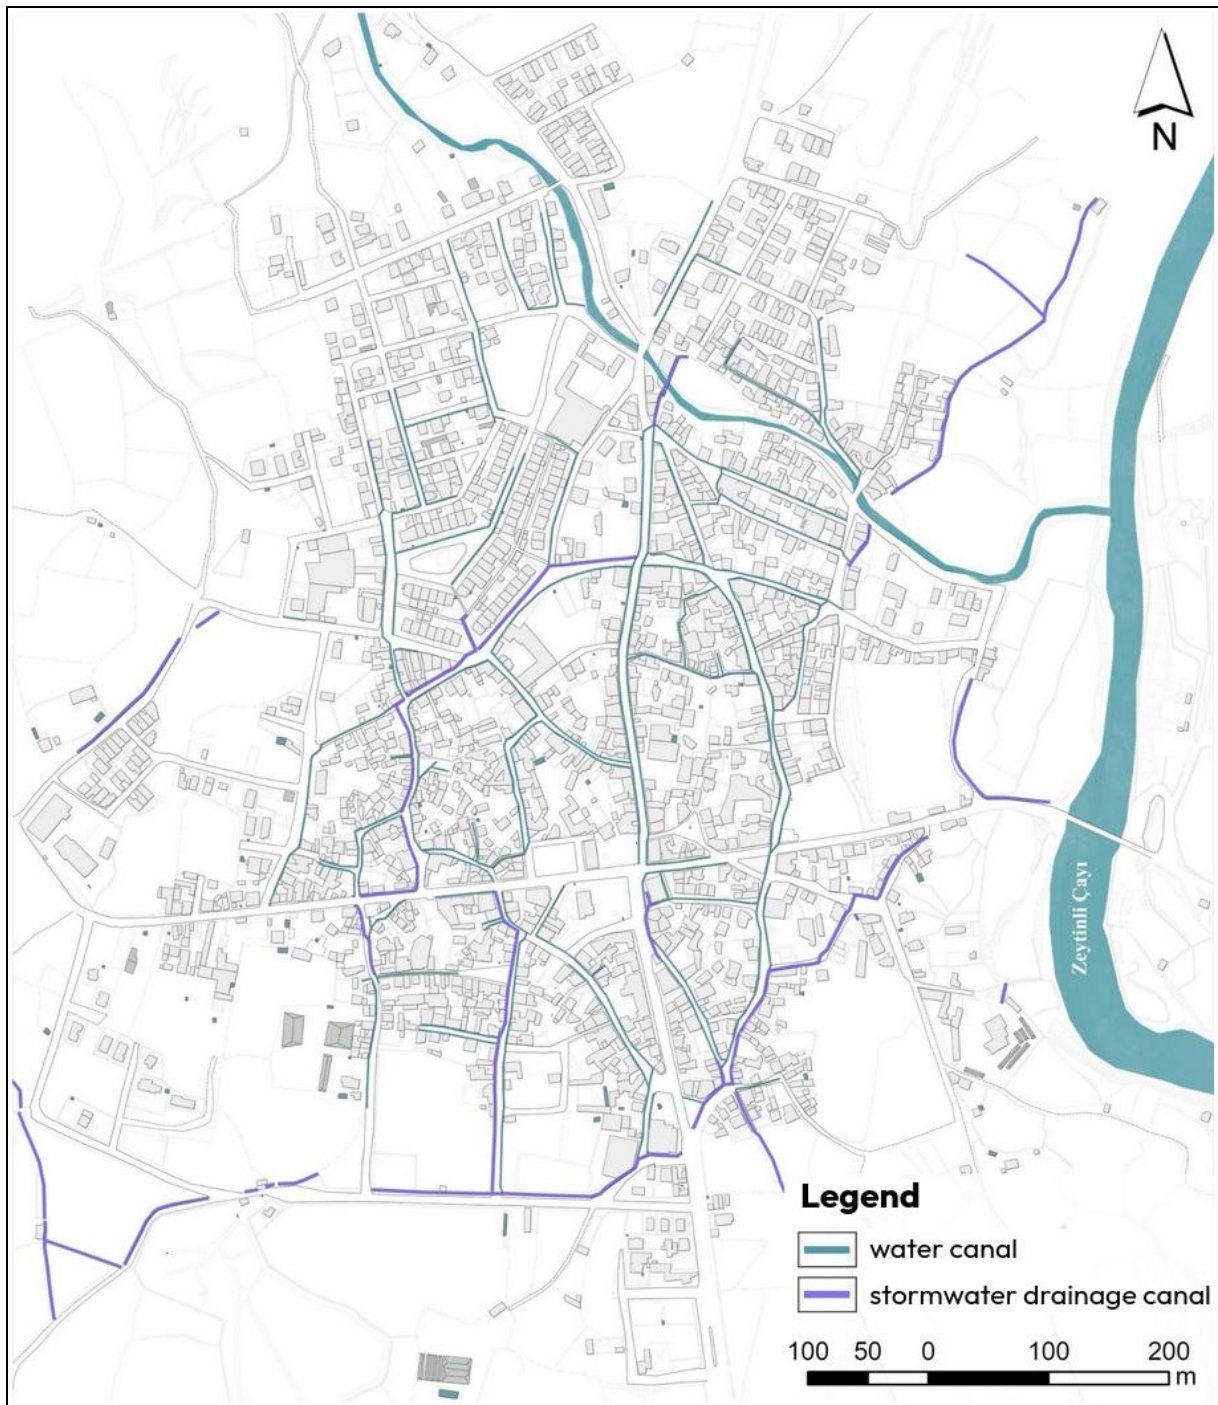 N
Zeytinli Çayı
Legend
water canal
stormwater drainage canal
100 50 0 100 200
m